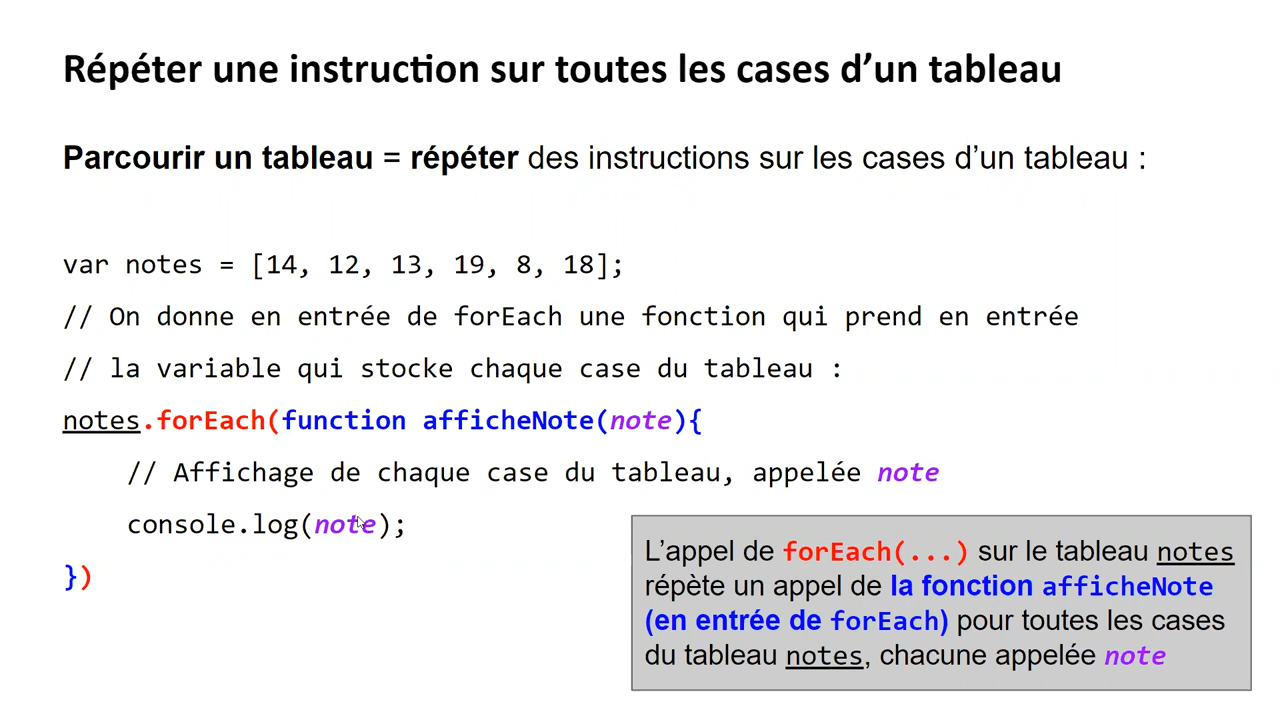 Répéter une instruction sur toutes les cases d’un tableau
Parcourir un tableau = répéter des instructions sur les cases d’un tableau :
var notes = [14, 12, 13, 19, 8, 18];
// On donne en entrée de forEach une fonction qui prend en entrée
// la variable qui stocke chaque case du tableau :
notes.forEach(function afficheNote(note){
// Affichage de chaque case du tableau, appelée note
console.log(note);
})
L’appel de forEach(...) sur le tableau notes
répète un appel de la fonction afficheNote
(en entrée de forEach) pour toutes les cases
du tableau notes, chacune appelée note